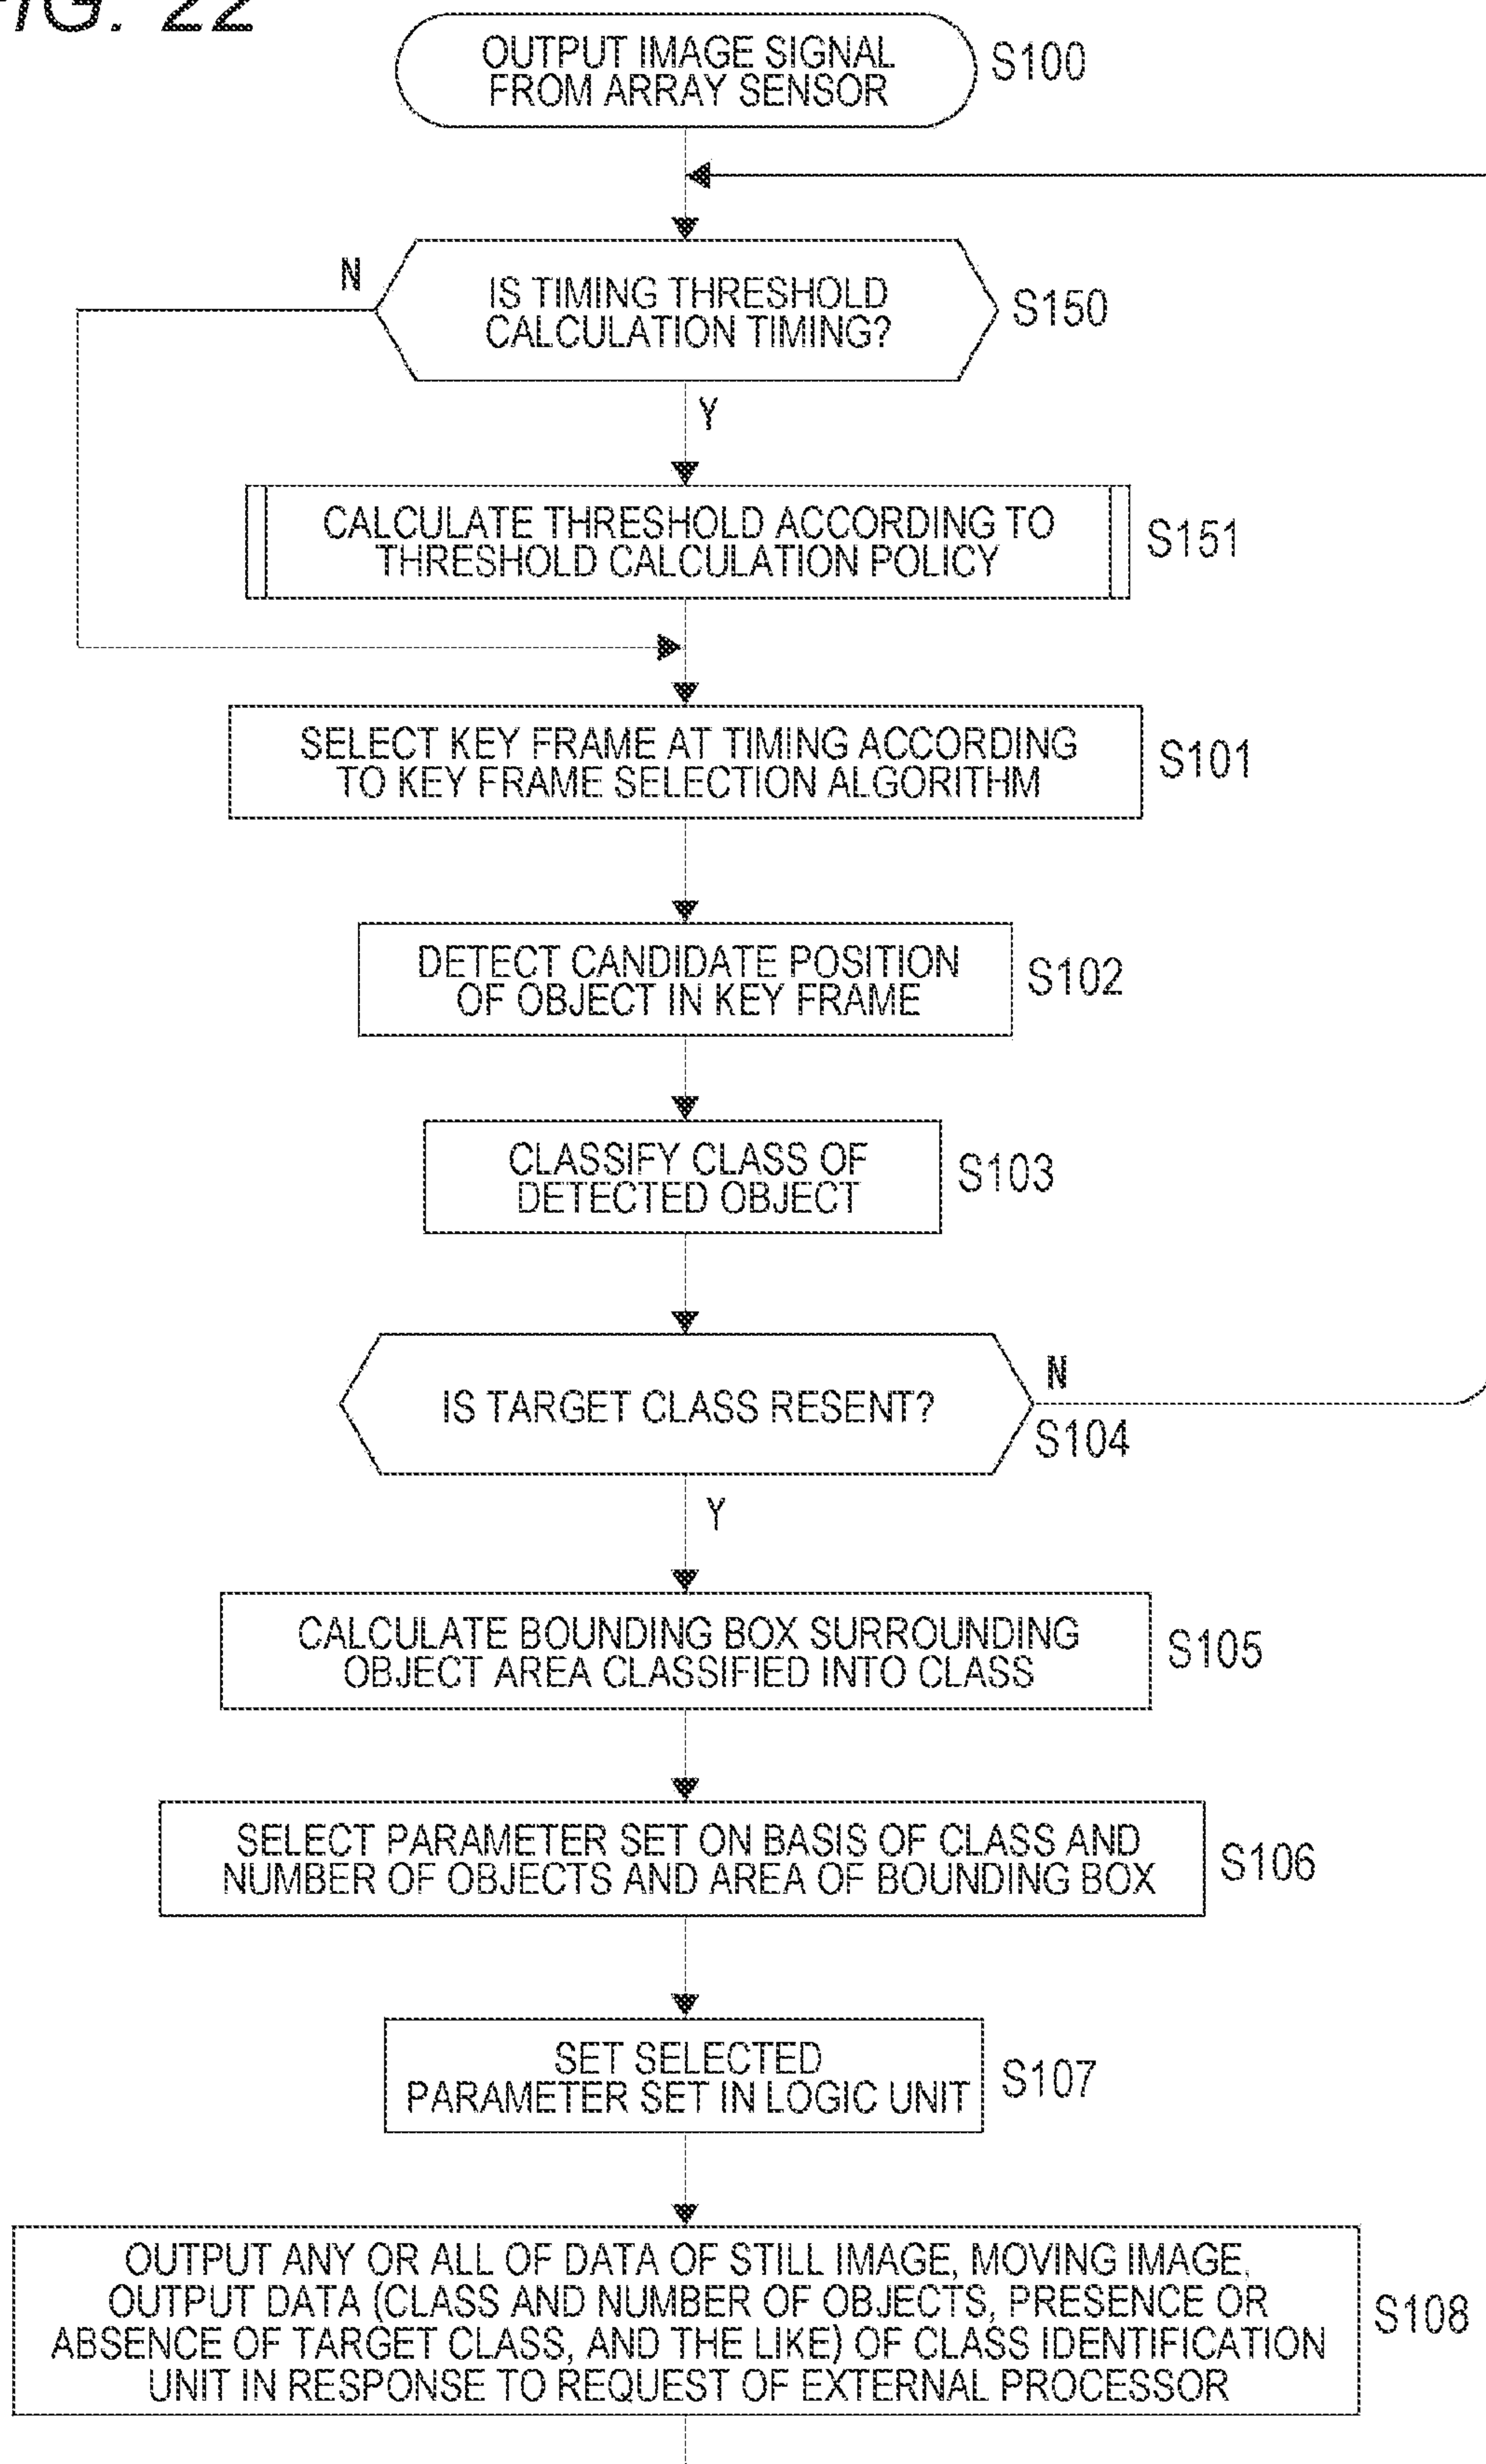 FIG. 22
OUTPUT IMAGE SIGNAL
FROM ARRAY SENSOR
S100
N
IS TIMING THRESHOLD
CALCULATION TIMING?
S150
Y
CALCULATE THRESHOLD ACCORDING TO
THRESHOLD CALCULATION POLICY
S151
SELECT KEY FRAME AT TIMING ACCORDING
TO KEY FRAME SELECTION ALGORITHM
S101
DETECT CANDIDATE POSITION
OF OBJECT IN KEY FRAME
S102
CLASSIFY CLASS OF
DETECTED OBJECT
S103
IS TARGET CLASS RESENT?
N
S104
Y
CALCULATE BOUNDING BOX SURROUNDING
OBJECT AREA CLASSIFIED INTO CLASS
S105
SELECT PARAMETER SET ON BASIS OF CLASS AND
NUMBER OF OBJECTS AND AREA OF BOUNDING BOX
S106
SET SELECTED
PARAMETER SET IN LOGIC UNIT
S107
OUTPUT ANY OR ALL OF DATA OF STILL IMAGE, MOVING IMAGE,
OUTPUT DATA (CLASS AND NUMBER OF OBJECTS, PRESENCE OR
ABSENCE OF TARGET CLASS, AND THE LIKE) OF CLASS IDENTIFICATION
UNIT IN RESPONSE TO REQUEST OF EXTERNAL PROCESSOR
S108